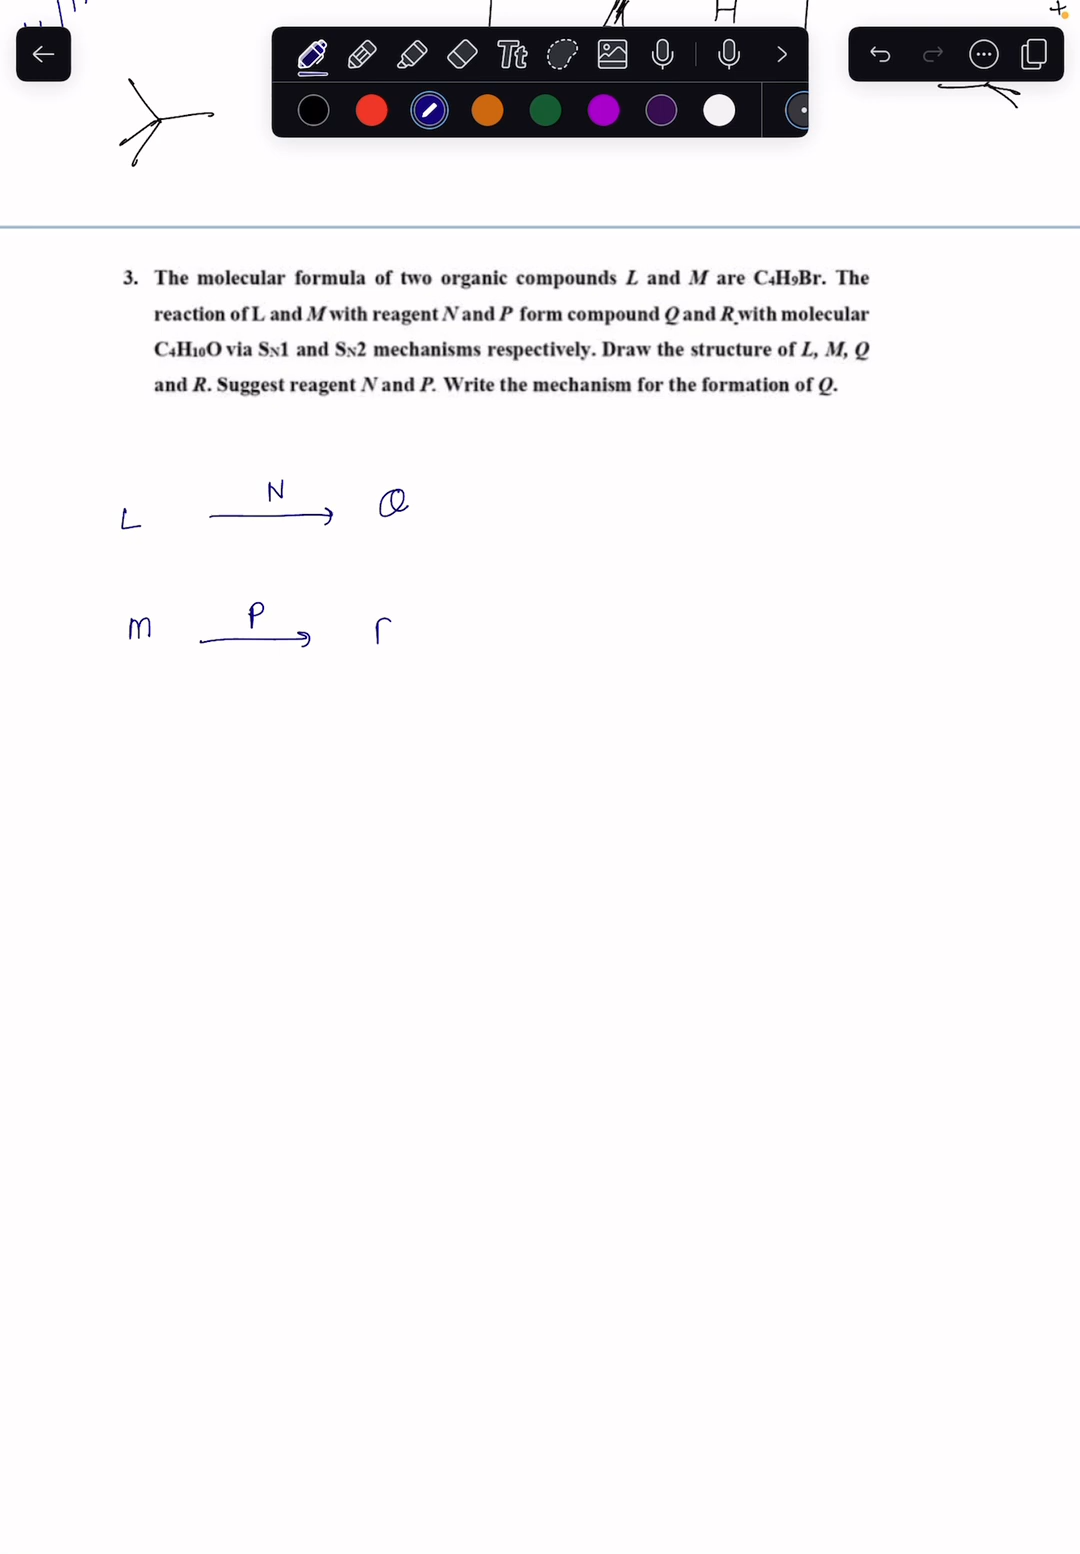 Tt
H
3. The molecular formula of two organic compounds L and M are C₄H₉Br. The
reaction of L and M with reagent N and P form compound Q and R with molecular
C₄H₁₀O via SN1 and SN2 mechanisms respectively. Draw the structure of L, M, Q
and R. Suggest reagent N and P. Write the mechanism for the formation of Q.
L N Q
M P r